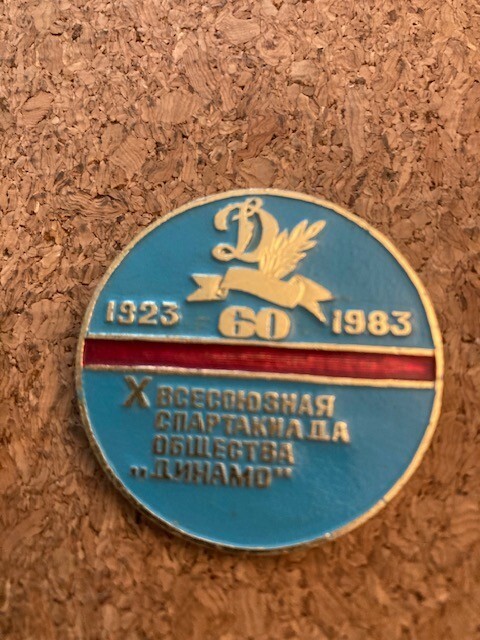 Д
1923 60 1983
X ВСЕСОЮЗНАЯ
СПАРТАКИАДА
ОБЩЕСТВА
„ДИНАМО"